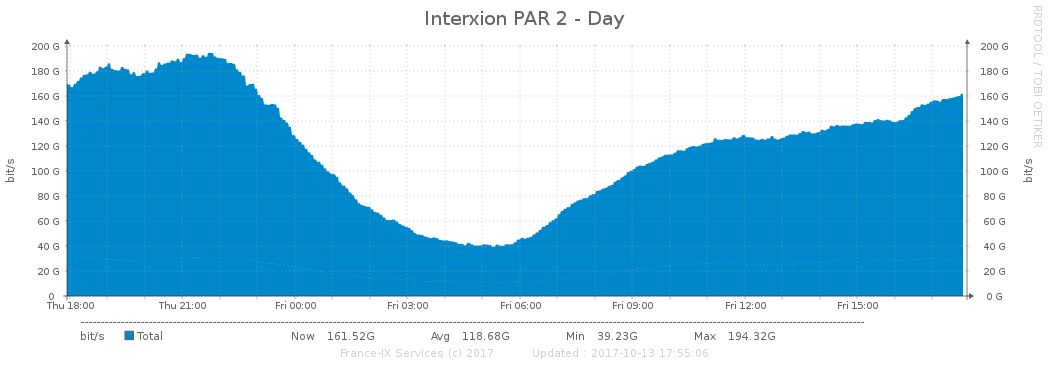 Interxion PAR 2 - Day
RRDTOOL / TOBI OETIKER
bit/s
200 G 200 G
180 G 180 G
160 G 160 G
140 G 140 G
120 G 120 G
100 G 100 G
80 G 80 G
60 G 60 G
40 G 40 G
20 G 20 G
0 0 G
bit/s
Thu 18:00 Thu 21:00 Fri 00:00 Fri 03:00 Fri 06:00 Fri 09:00 Fri 12:00 Fri 15:00
bit/s Total Now 161.52G Avg 118.68G Min 39.23G Max 194.32G
France-IX Services (c) 2017 Updated : 2017-10-13 17:55:06